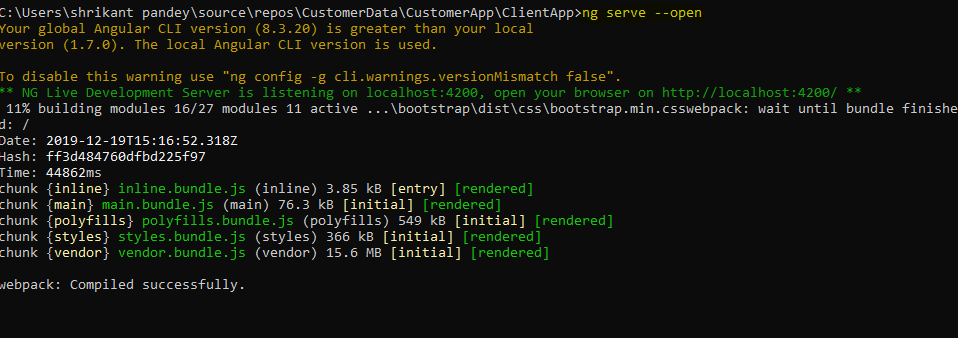 C:\Users\shrikant pandey\source\repos\CustomerData\CustomerApp\ClientApp>ng serve --open
Your global Angular CLI version (8.3.20) is greater than your local
version (1.7.0). The local Angular CLI version is used.
To disable this warning use "ng config -g cli.warnings.versionMismatch false".
** NG Live Development Server is listening on localhost:4200, open your browser on http://localhost:4200/ **
 11% building modules 16/27 modules 11 active ...\bootstrap\dist\css\bootstrap.min.csswebpack: wait until bundle finishe
d: /
Date: 2019-12-19T15:16:52.318Z
Hash: ff3d484760dfbd225f97
Time: 44862ms
chunk {inline} inline.bundle.js (inline) 3.85 kB [entry] [rendered]
chunk {main} main.bundle.js (main) 76.3 kB [initial] [rendered]
chunk {polyfills} polyfills.bundle.js (polyfills) 549 kB [initial] [rendered]
chunk {styles} styles.bundle.js (styles) 366 kB [initial] [rendered]
chunk {vendor} vendor.bundle.js (vendor) 15.6 MB [initial] [rendered]
webpack: Compiled successfully.